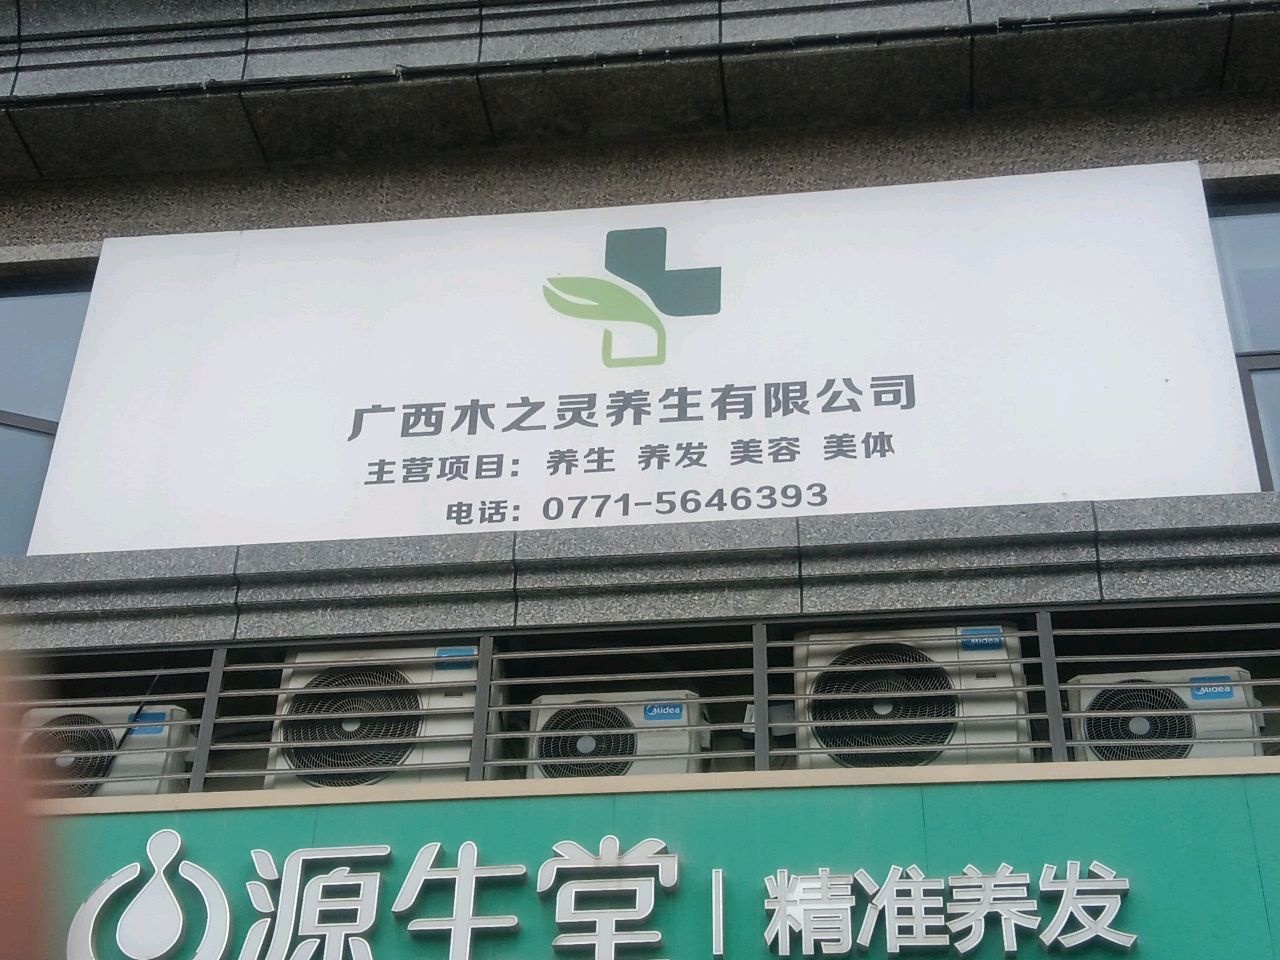 广西木之灵养生有限公司
主营项目：养生 养发 美容 美体
电话：0771-5646393
Midea
Midea
Midea
源生堂 | 精准养发